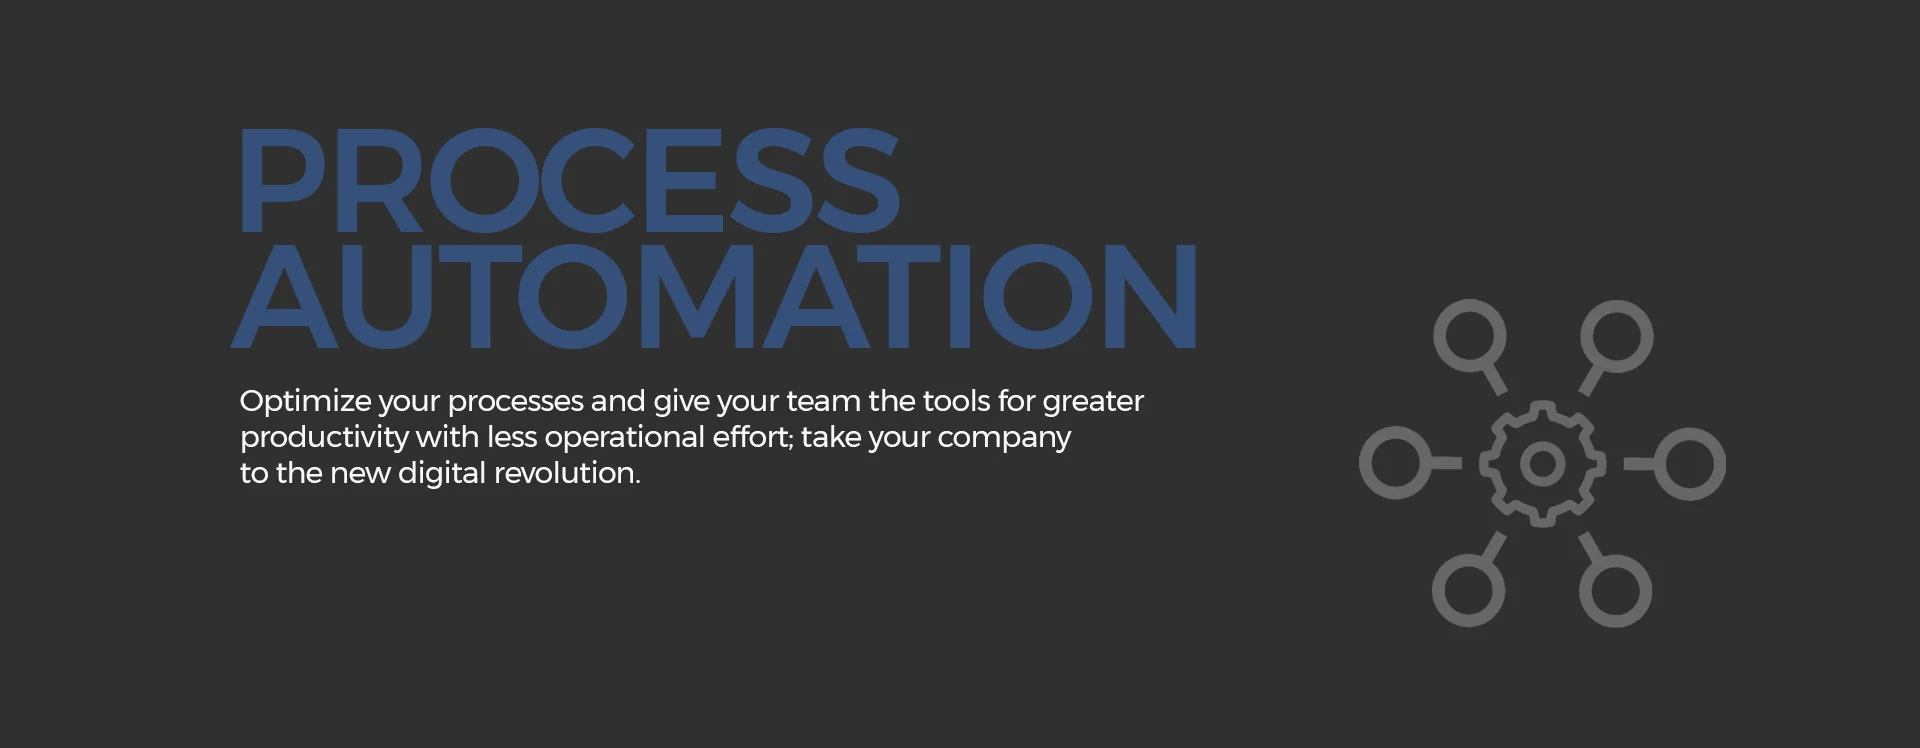 PROCESS
AUTOMATION
Optimize your processes and give your team the tools for greater
productivity with less operational effort; take your company
to the new digital revolution.